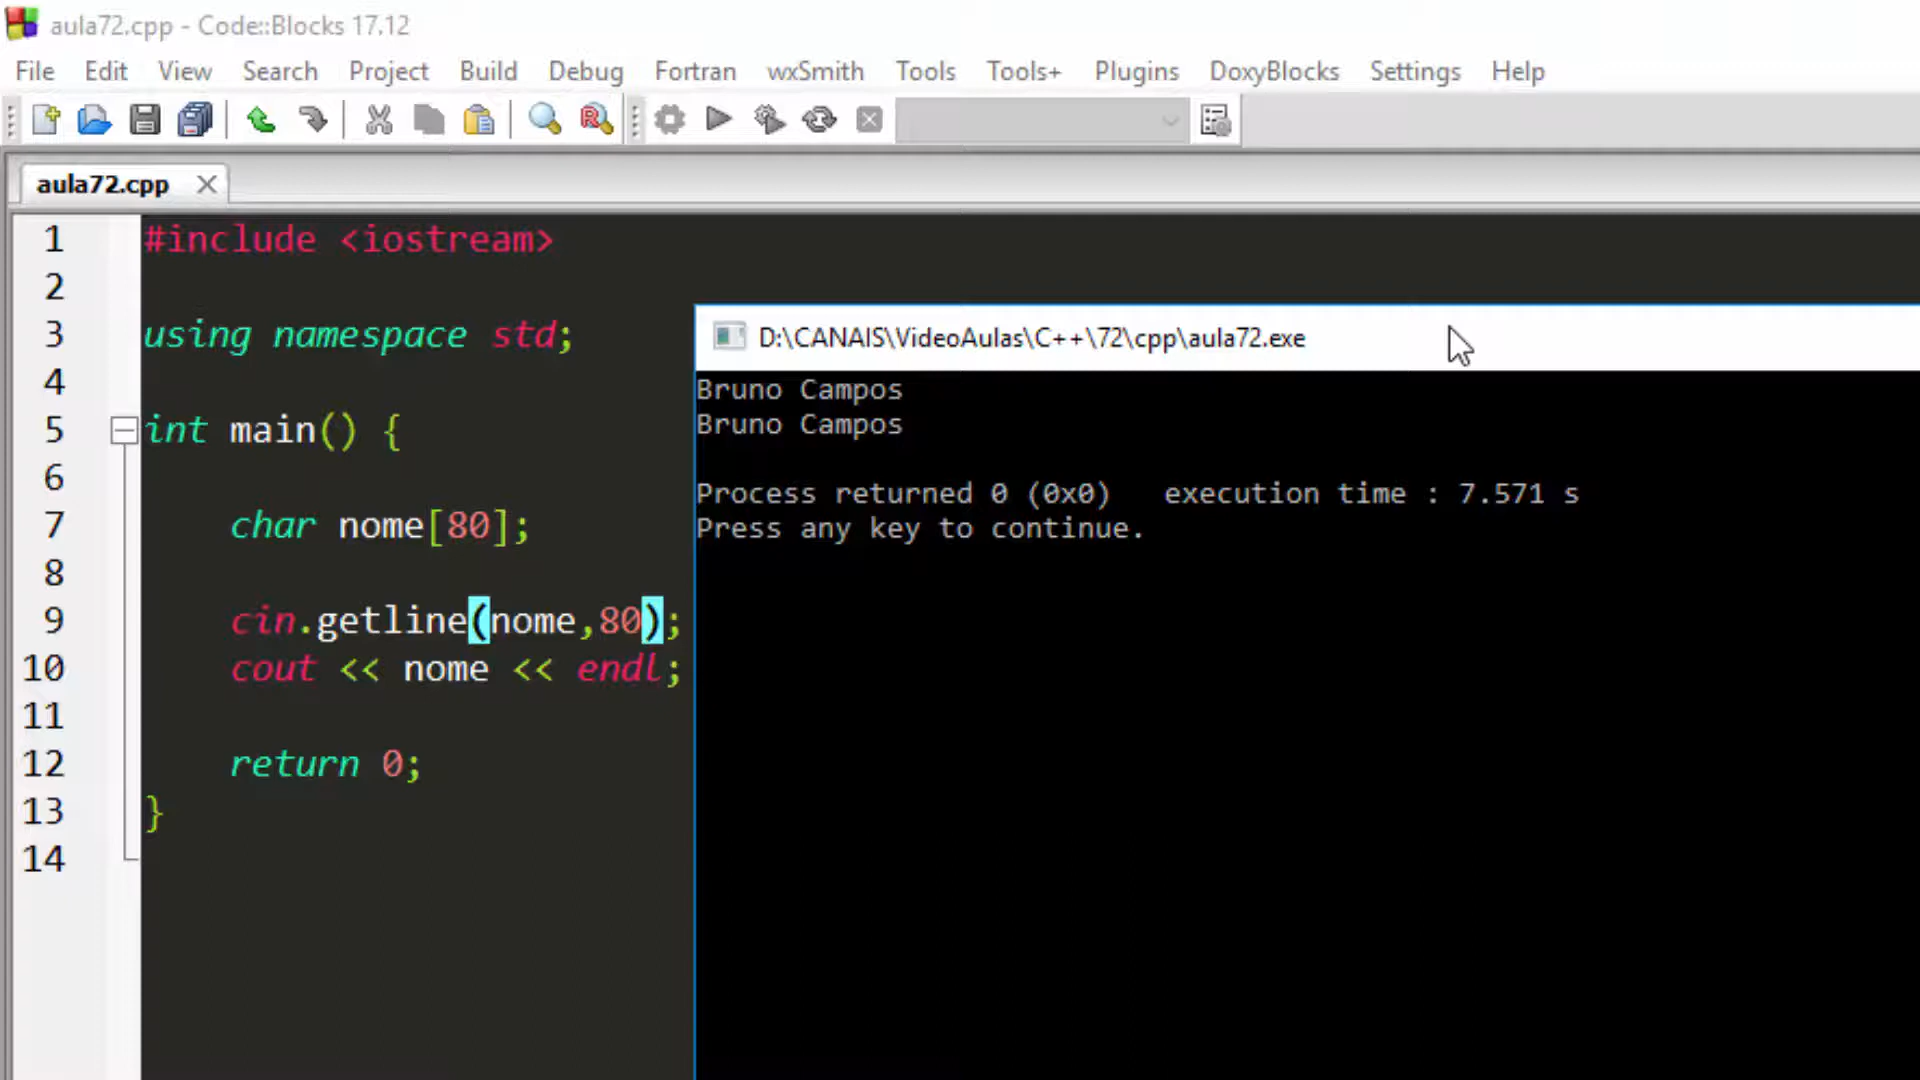 aula72.cpp - Code::Blocks 17.12
File Edit View Search Project Build Debug Fortran wxSmith Tools Tools+ Plugins DoxyBlocks Settings Help
aula72.cpp
1 #include <iostream>
2
3 using namespace std;
4
5 int main() {
6
7 char nome[80];
8
9 cin.getline(nome,80);
10 cout << nome << endl;
11
12 return 0;
13 }
14
D:\CANAIS\VideoAulas\C++\72\cpp\aula72.exe
Bruno Campos
Bruno Campos
Process returned 0 (0x0) execution time : 7.571 s
Press any key to continue.